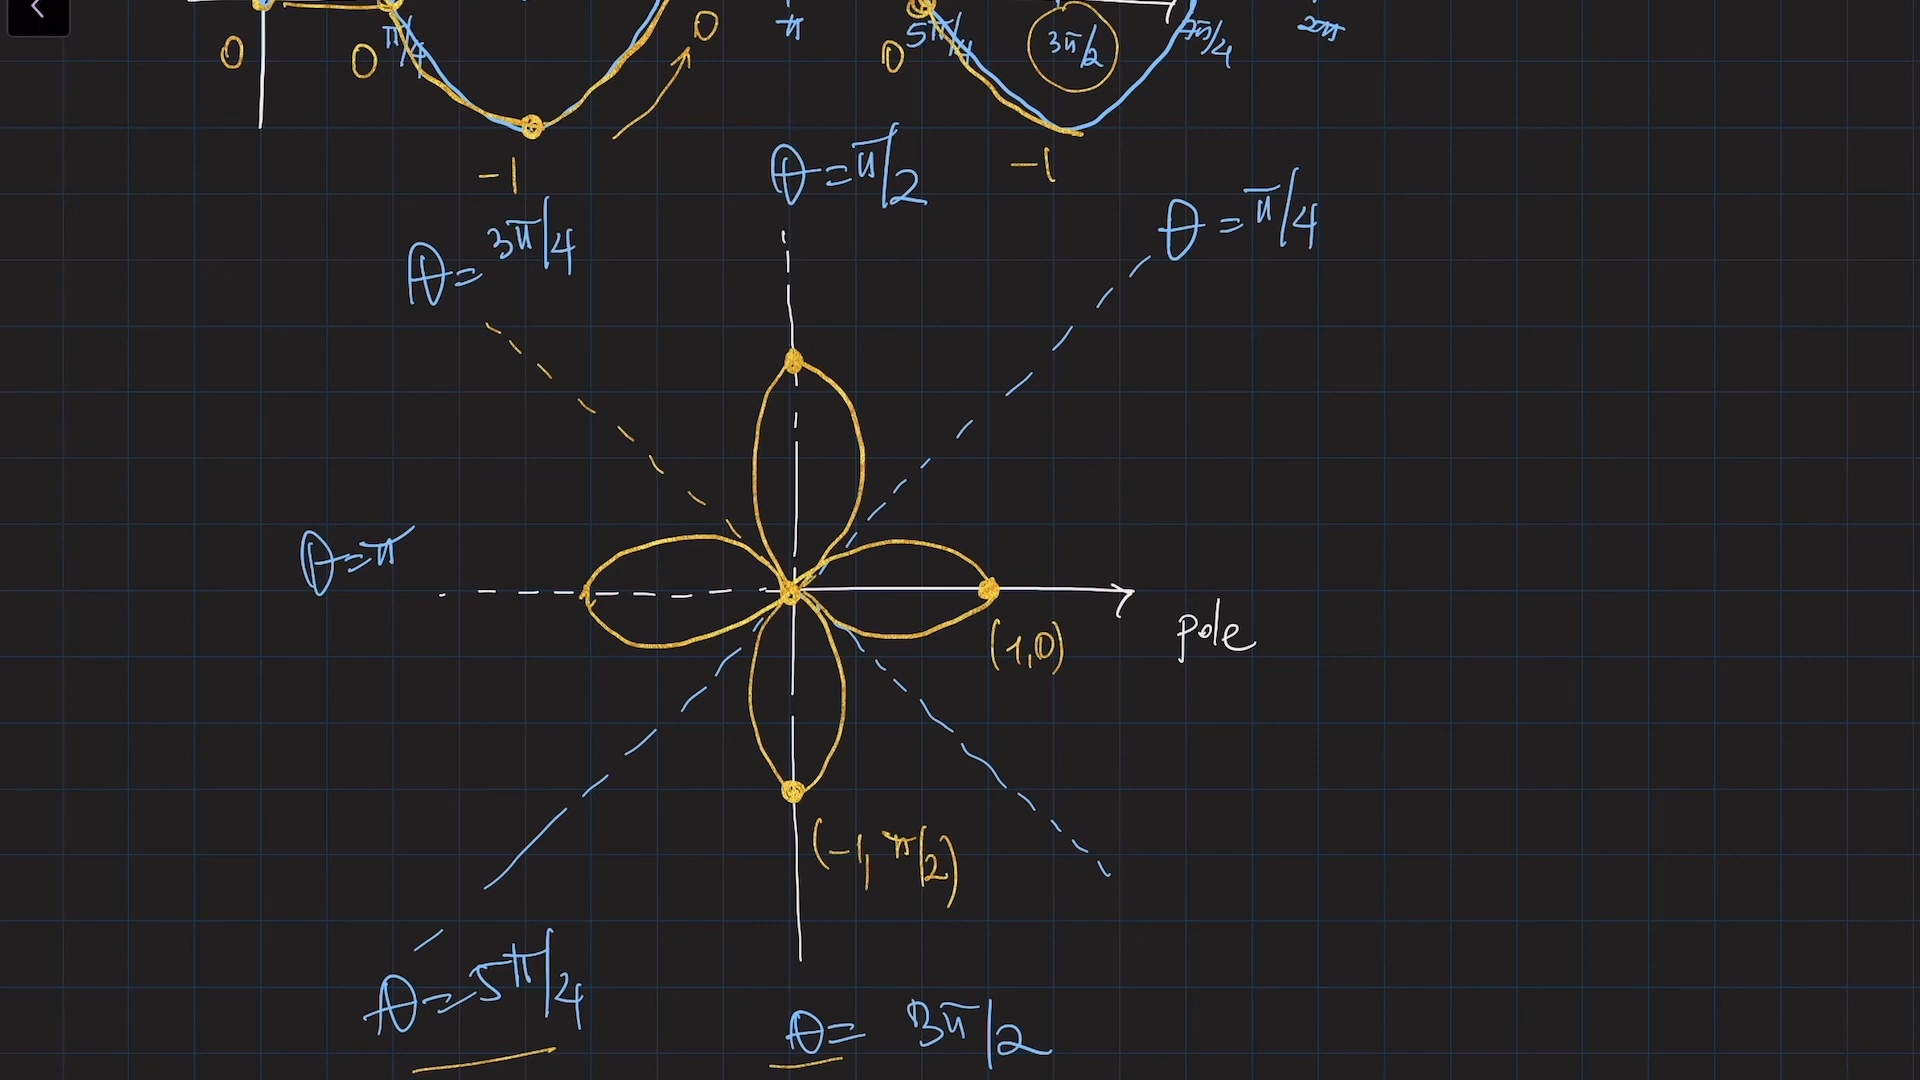 0
0
π/4
0
π
0
5π/4
3π/2
7π/4
2π
-1
-1
θ=π/2
θ=π/4
θ=3π/4
θ=π
pole
(1,0)
(-1, π/2)
θ=5π/4
θ= 3π/2